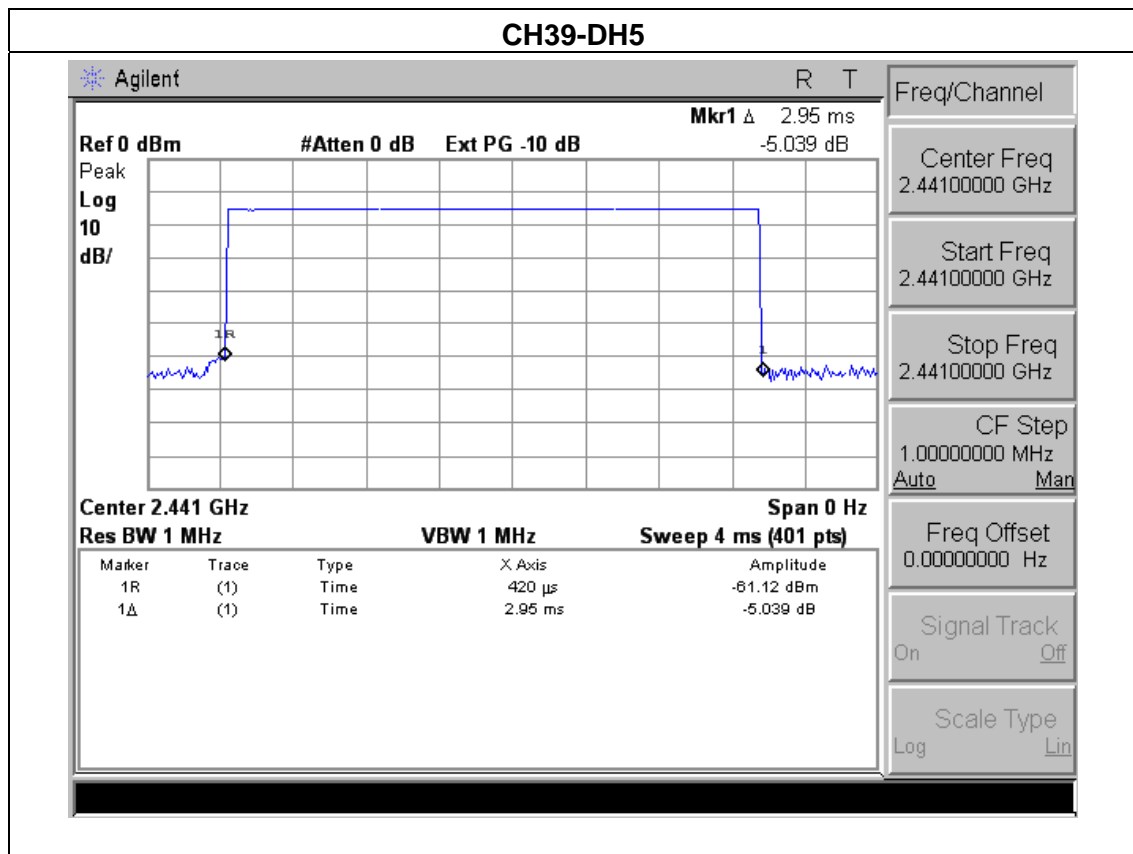 CH39-DH5
Agilent R T
Mkr1 Δ 2.95 ms
Ref 0 dBm #Atten 0 dB Ext PG -10 dB -5.039 dB
Peak
Log
10
dB/
1R
1
Center 2.441 GHz Span 0 Hz
Res BW 1 MHz VBW 1 MHz Sweep 4 ms (401 pts)
Marker Trace Type X Axis Amplitude
1R (1) Time 420 µs -61.12 dBm
1Δ (1) Time 2.95 ms -5.039 dB
Freq/Channel
Center Freq
2.44100000 GHz
Start Freq
2.44100000 GHz
Stop Freq
2.44100000 GHz
CF Step
1.00000000 MHz
Auto Man
Freq Offset
0.00000000 Hz
Signal Track
On Off
Scale Type
Log Lin